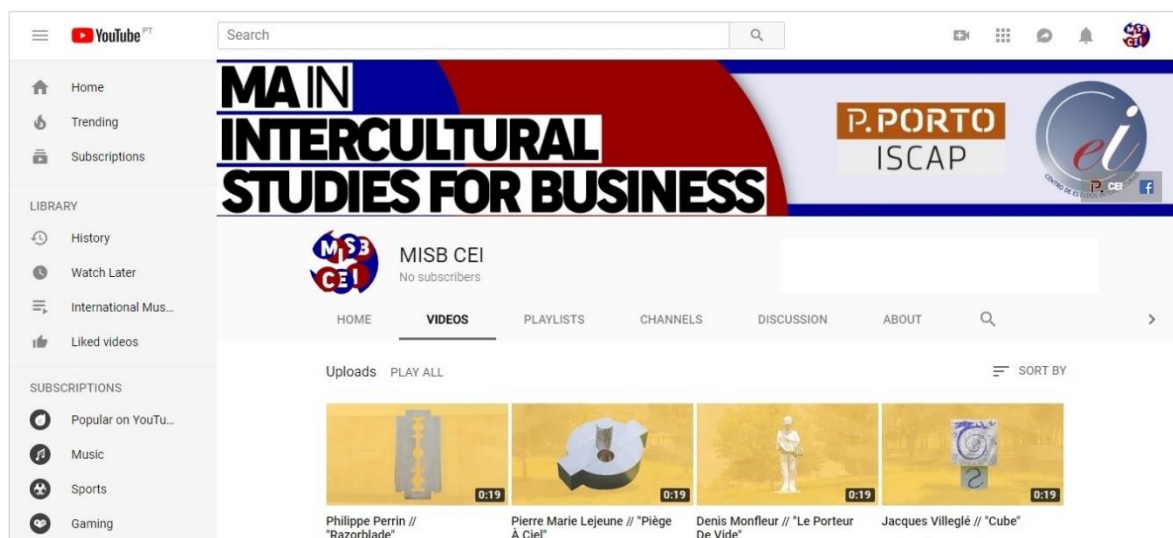 YouTube PT
Search
Home
Trending
Subscriptions
LIBRARY
History
Watch Later
International Mus...
Liked videos
SUBSCRIPTIONS
Popular on YouTu...
Music
Sports
Gaming
MA IN
INTERCULTURAL
STUDIES FOR BUSINESS
P.PORTO
ISCAP
ei
CENTRO DE
P. CEI f
MISB
CEI
MISB CEI
No subscribers
HOME VIDEOS PLAYLISTS CHANNELS DISCUSSION ABOUT
Uploads PLAY ALL
SORT BY
0:19 0:19 0:19 0:19
Philippe Perrin //
"Razorblade"
Pierre Marie Lejeune // "Piège
À Ciel"
Denis Monfleur // "Le Porteur
De Vide"
Jacques Villeglé // "Cube"